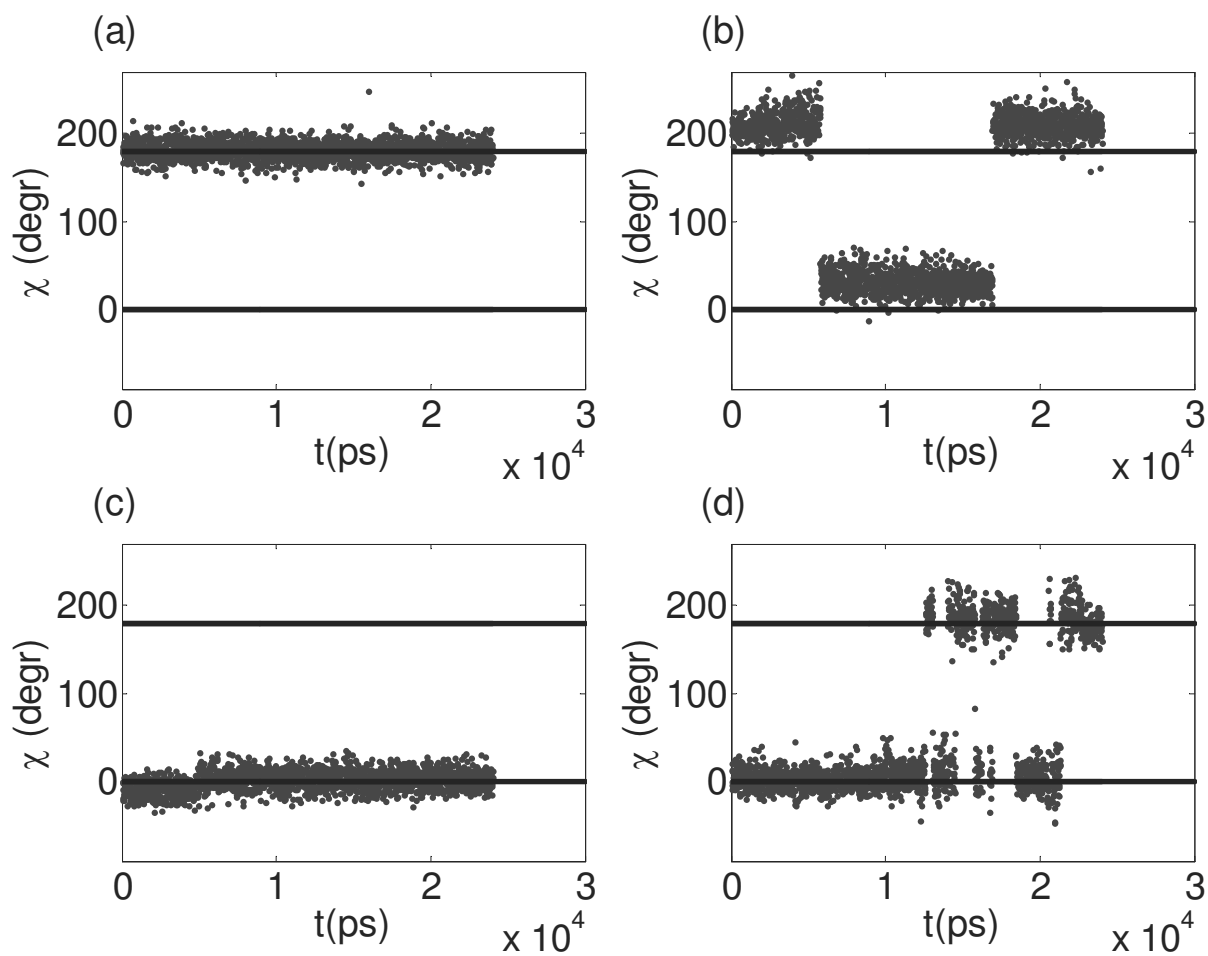 (a)
200
100
0
χ (degr)
0 1 2 3
t(ps)
x 10^4
(b)
200
100
0
χ (degr)
0 1 2 3
t(ps)
x 10^4
(c)
200
100
0
χ (degr)
0 1 2 3
t(ps)
x 10^4
(d)
200
100
0
χ (degr)
0 1 2 3
t(ps)
x 10^4